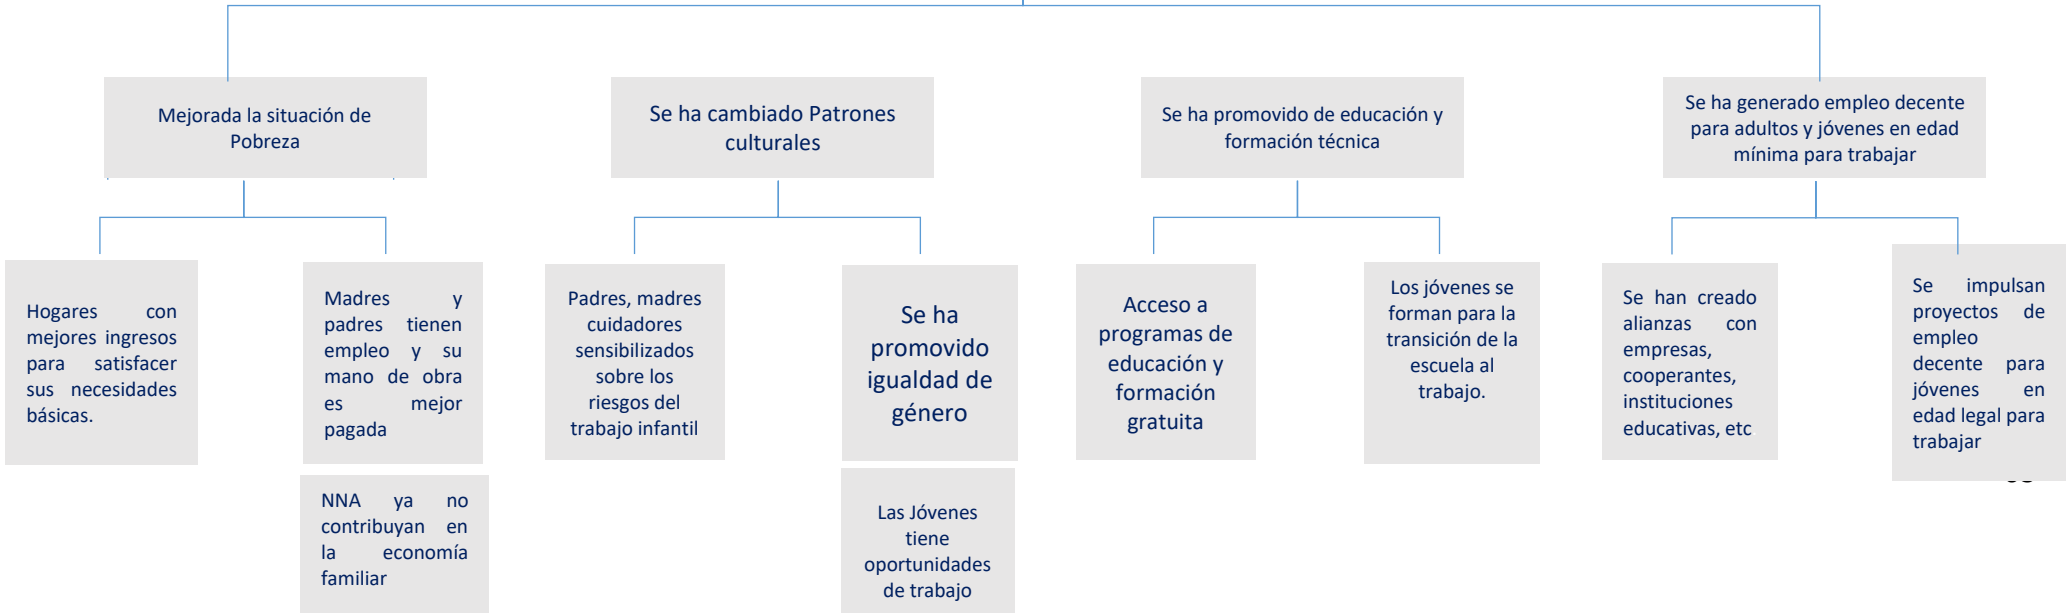 Mejorada la situación de
Pobreza
Se ha cambiado Patrones
culturales
Se ha promovido de educación y
formación técnica
Se ha generado empleo decente
para adultos y jóvenes en edad
mínima para trabajar
Hogares con
mejores ingresos
para satisfacer
sus necesidades
básicas.
Madres y
padres tienen
empleo y su
mano de obra
es mejor
pagada
NNA ya no
contribuyan en
la economía
familiar
Padres, madres
cuidadores
sensibilizados
sobre los
riesgos del
trabajo infantil
Se ha
promovido
igualdad de
género
Las Jóvenes
tiene
oportunidades
de trabajo
Acceso a
programas de
educación y
formación
gratuita
Los jóvenes se
forman para la
transición de la
escuela al
trabajo.
Se han creado
alianzas con
empresas,
cooperantes,
instituciones
educativas, etc
Se impulsan
proyectos de
empleo
decente para
jóvenes en
edad legal para
trabajar